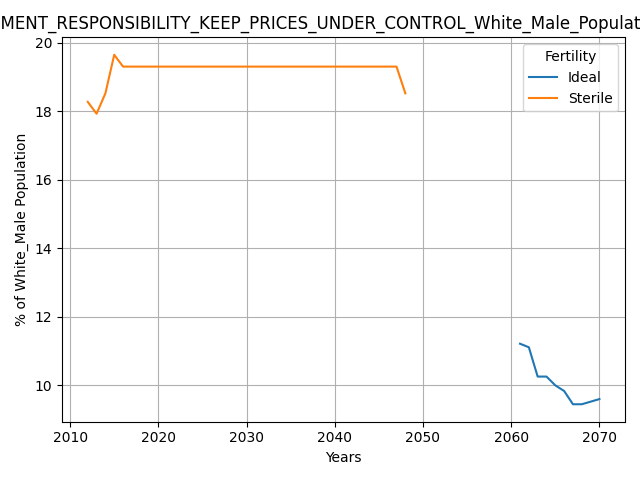 MENT_RESPONSIBILITY_KEEP_PRICES_UNDER_CONTROL_White_Male_Populat
20
18
16
14
12
10
% of White_Male Population
Fertility
Ideal
Sterile
2010 2020 2030 2040 2050 2060 2070
Years